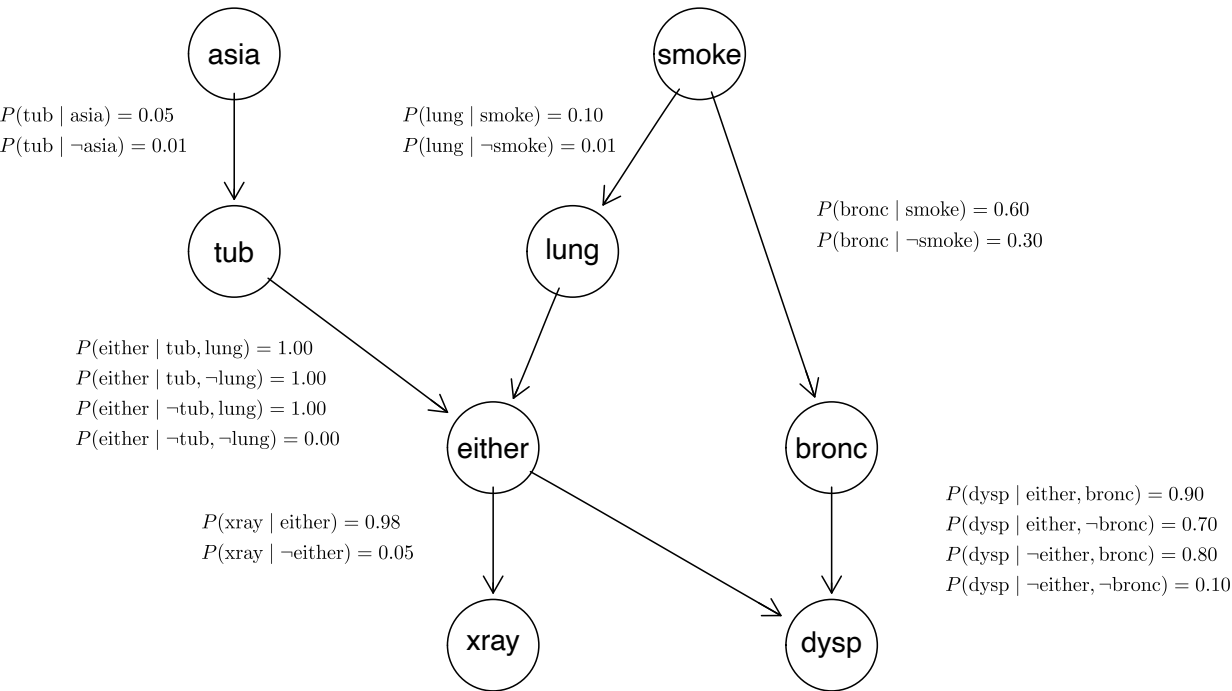 asia
smoke
P(tub | asia) = 0.05
P(tub | ¬asia) = 0.01
P(lung | smoke) = 0.10
P(lung | ¬smoke) = 0.01
P(bronc | smoke) = 0.60
P(bronc | ¬smoke) = 0.30
tub
lung
P(either | tub, lung) = 1.00
P(either | tub, ¬lung) = 1.00
P(either | ¬tub, lung) = 1.00
P(either | ¬tub, ¬lung) = 0.00
either
bronc
P(xray | either) = 0.98
P(xray | ¬either) = 0.05
P(dysp | either, bronc) = 0.90
P(dysp | either, ¬bronc) = 0.70
P(dysp | ¬either, bronc) = 0.80
P(dysp | ¬either, ¬bronc) = 0.10
xray
dysp